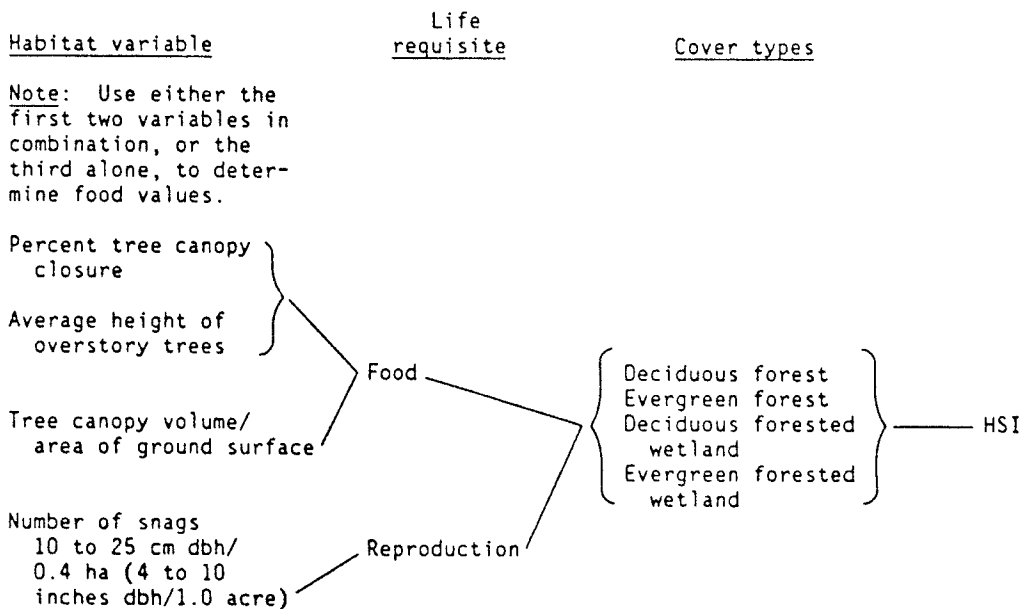 Life
Habitat variable requisite Cover types
Note: Use either the
first two variables in
combination, or the
third alone, to deter-
mine food values.
Percent tree canopy
closure
Average height of
overstory trees
Food
Tree canopy volume/
area of ground surface
Deciduous forest
Evergreen forest
Deciduous forested
wetland
Evergreen forested
wetland
HSI
Number of snags
10 to 25 cm dbh/
0.4 ha (4 to 10
inches dbh/1.0 acre)
Reproduction